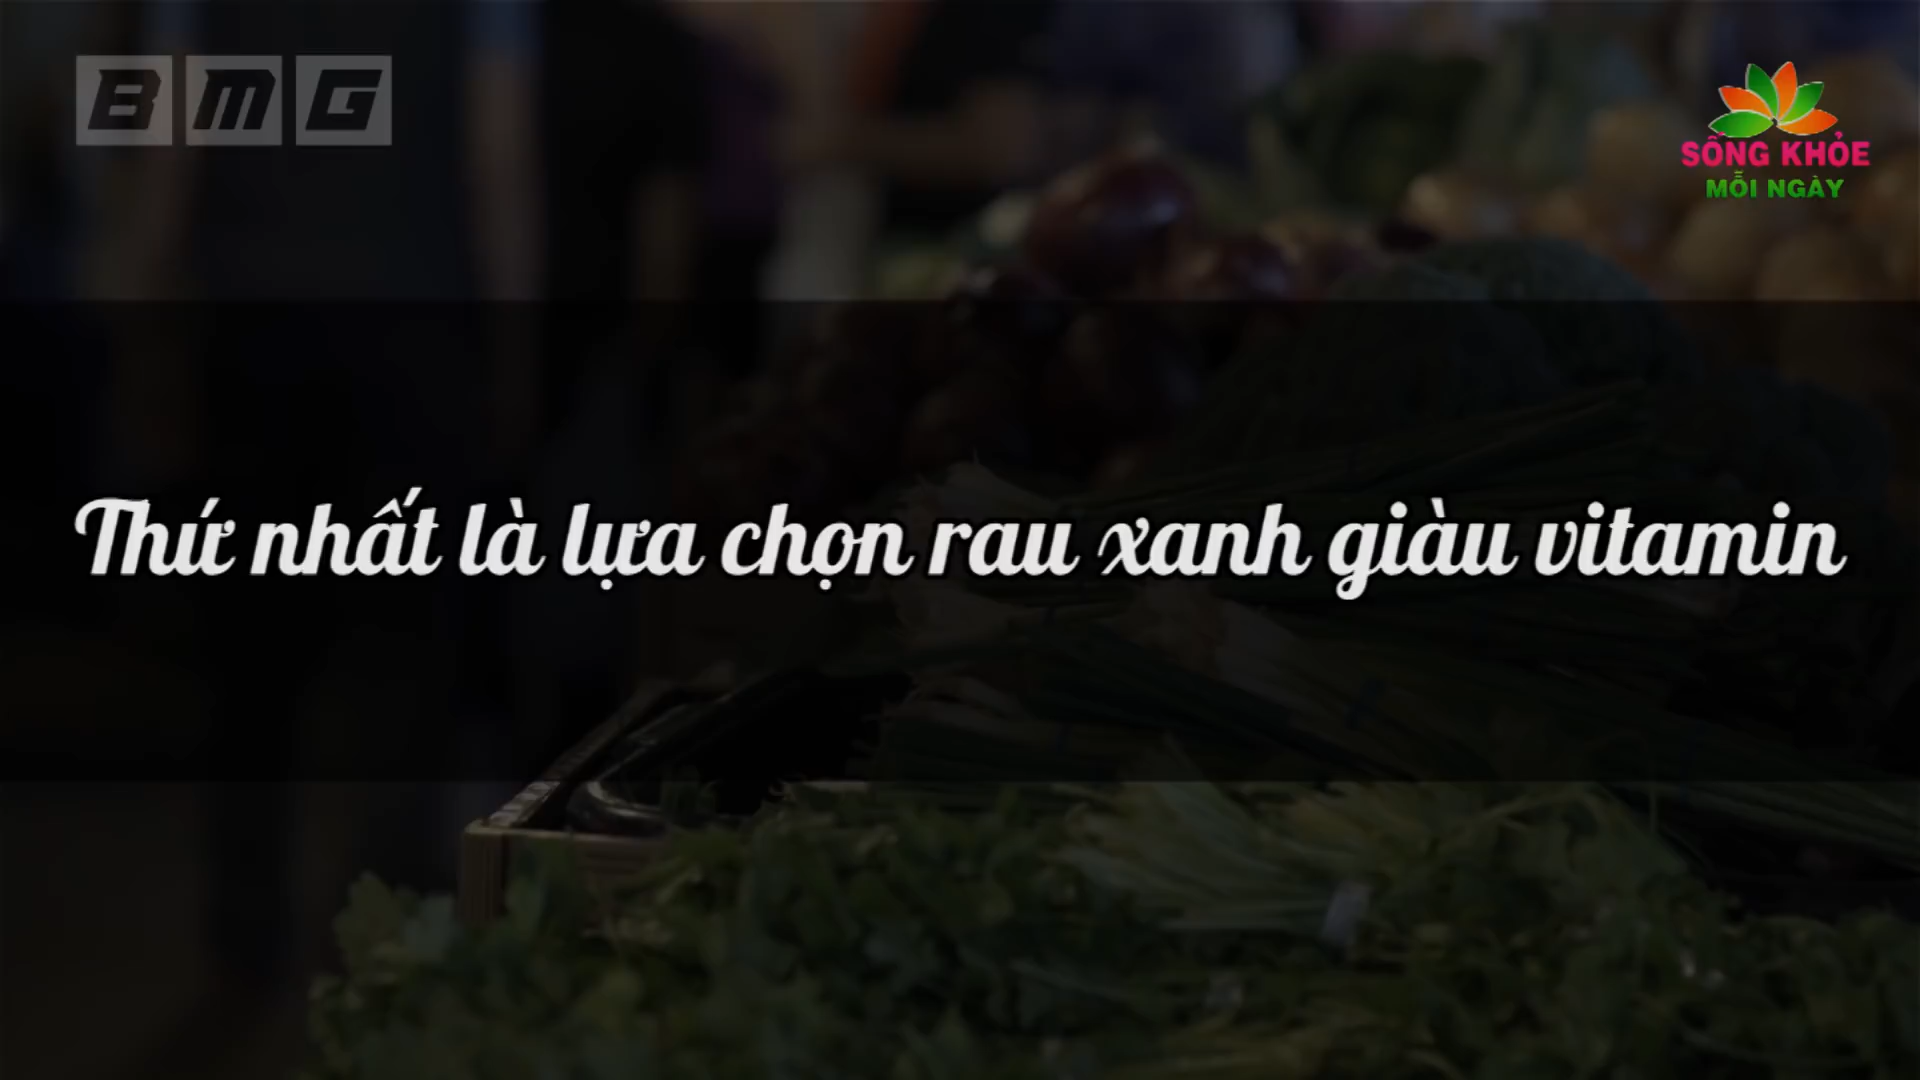 BMG
SỐNG KHỎE
MỖI NGÀY
Thứ nhất là lựa chọn rau xanh giàu vitamin